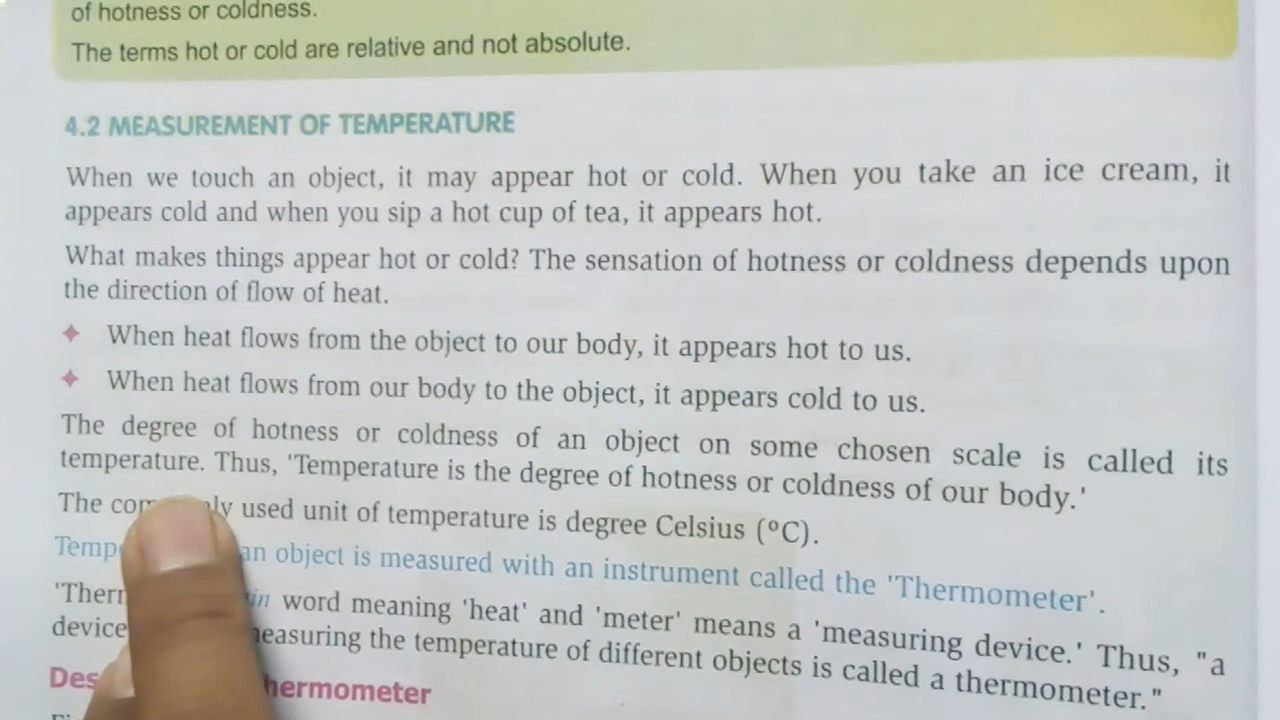 of hotness or coldness.
The terms hot or cold are relative and not absolute.
4.2 MEASUREMENT OF TEMPERATURE
When we touch an object, it may appear hot or cold. When you take an ice cream, it
appears cold and when you sip a hot cup of tea, it appears hot.
What makes things appear hot or cold? The sensation of hotness or coldness depends upon
the direction of flow of heat.
When heat flows from the object to our body, it appears hot to us.
When heat flows from our body to the object, it appears cold to us.
The degree of hotness or coldness of an object on some chosen scale is called its
temperature. Thus, 'Temperature is the degree of hotness or coldness of our body.'
The used unit of temperature is degree Celsius (°C).
an object is measured with an instrument called the 'Thermometer'.
word meaning 'heat' and 'meter' means a 'measuring device.' Thus, "a
device measuring the temperature of different objects is called a thermometer."